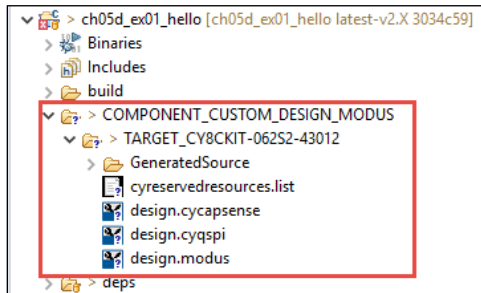 > ch05d_ex01_hello [ch05d_ex01_hello latest-v2.X 3034c59]
Binaries
Includes
> build
> COMPONENT_CUSTOM_DESIGN_MODUS
> TARGET_CY8CKIT-062S2-43012
GeneratedSource
cyreservedresources.list
design.cycapsense
design.cyqspi
design.modus
> deps